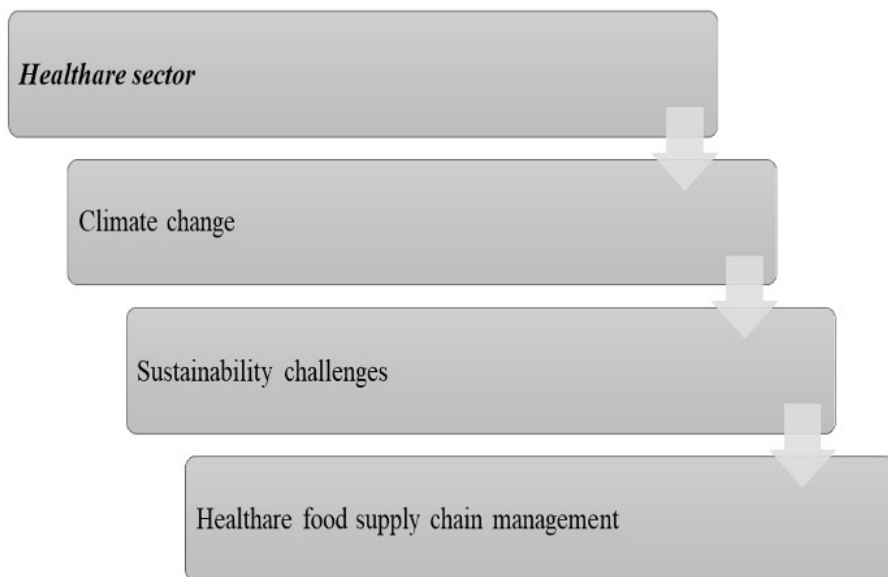 Healthare sector
Climate change
Sustainability challenges
Healthare food supply chain management